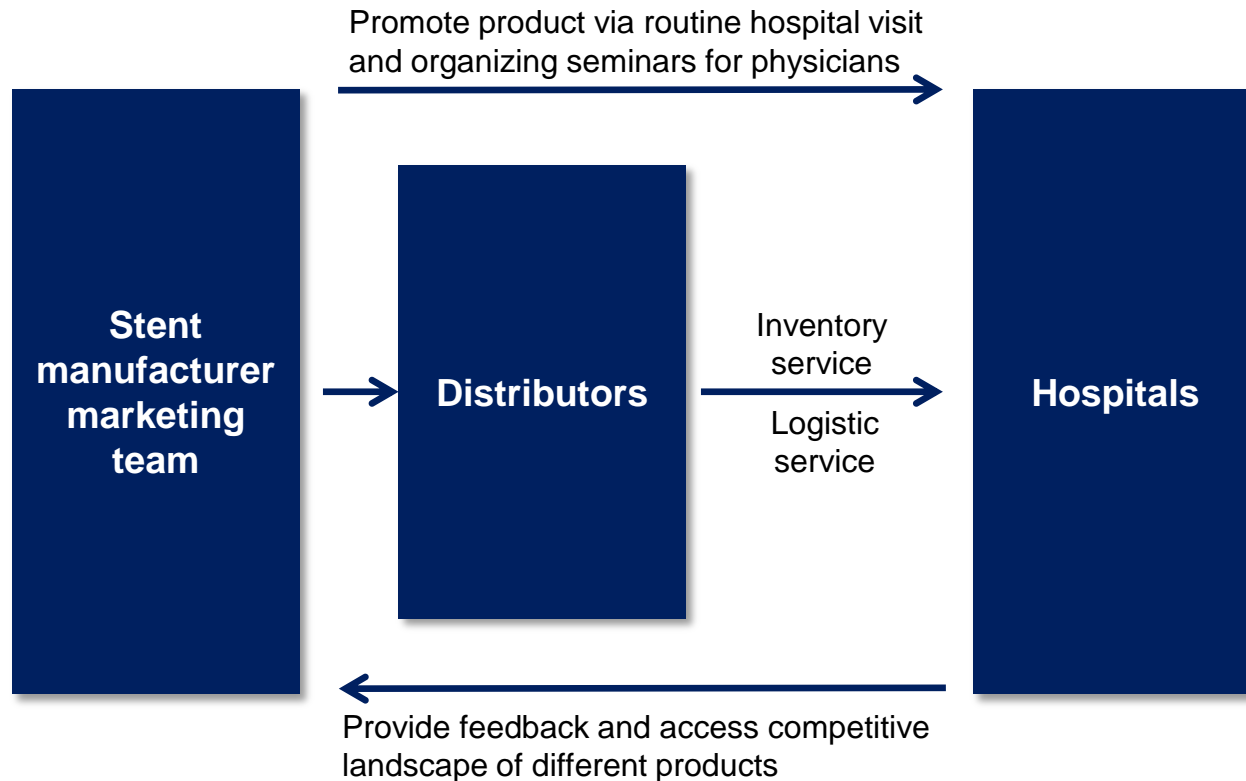 Promote product via routine hospital visit
and organizing seminars for physicians
Stent
manufacturer
marketing
team
Distributors
Inventory
service
Logistic
service
Hospitals
Provide feedback and access competitive
landscape of different products